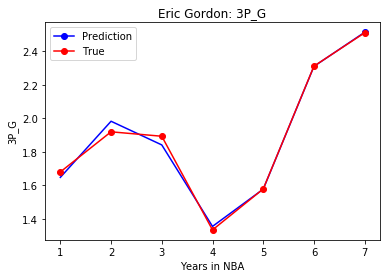 Eric Gordon: 3P_G
Prediction
True
2.4
2.2
2.0
1.8
1.6
1.4
3P_G
1 2 3 4 5 6 7
Years in NBA